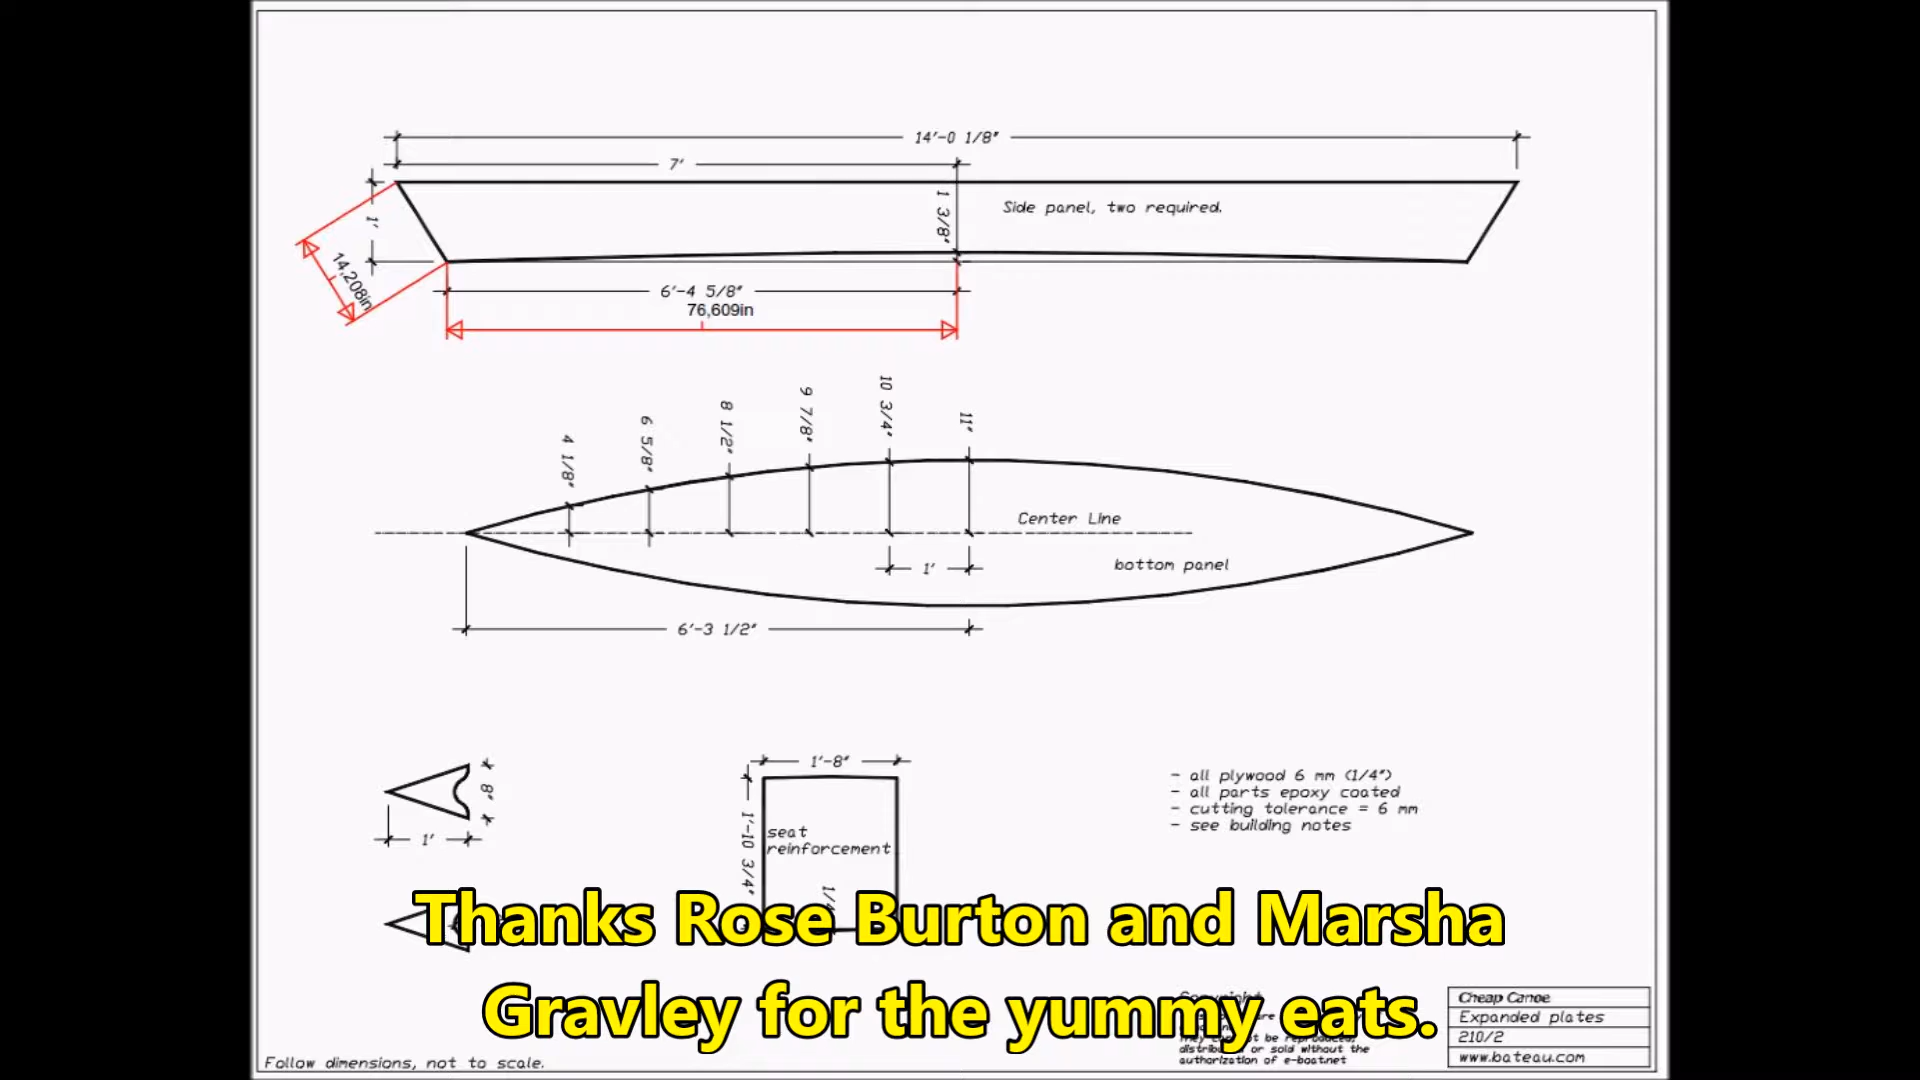 14'-0 1/8"
7'
1 3/8"
Side panel, two required.
1'
14,208in
6'-4 5/8"
76,609in
4 1/8"
6 5/8"
8 1/2"
9 7/8"
10 3/4"
11"
Center Line
1'
bottom panel
6'-3 1/2"
8"
1'
1'-8"
1'-10 3/4"
seat
reinforcement
- all plywood 6 mm (1/4")
- all parts epoxy coated
- cutting tolerance = 6 mm
- see building notes
Thanks Rose Burton and Marsha
Gravley for the yummy eats.
sold without the
authorization of e-boat.net
Cheap Canoe
Expanded plates
210/2
www.bateau.com
Follow dimensions, not to scale.